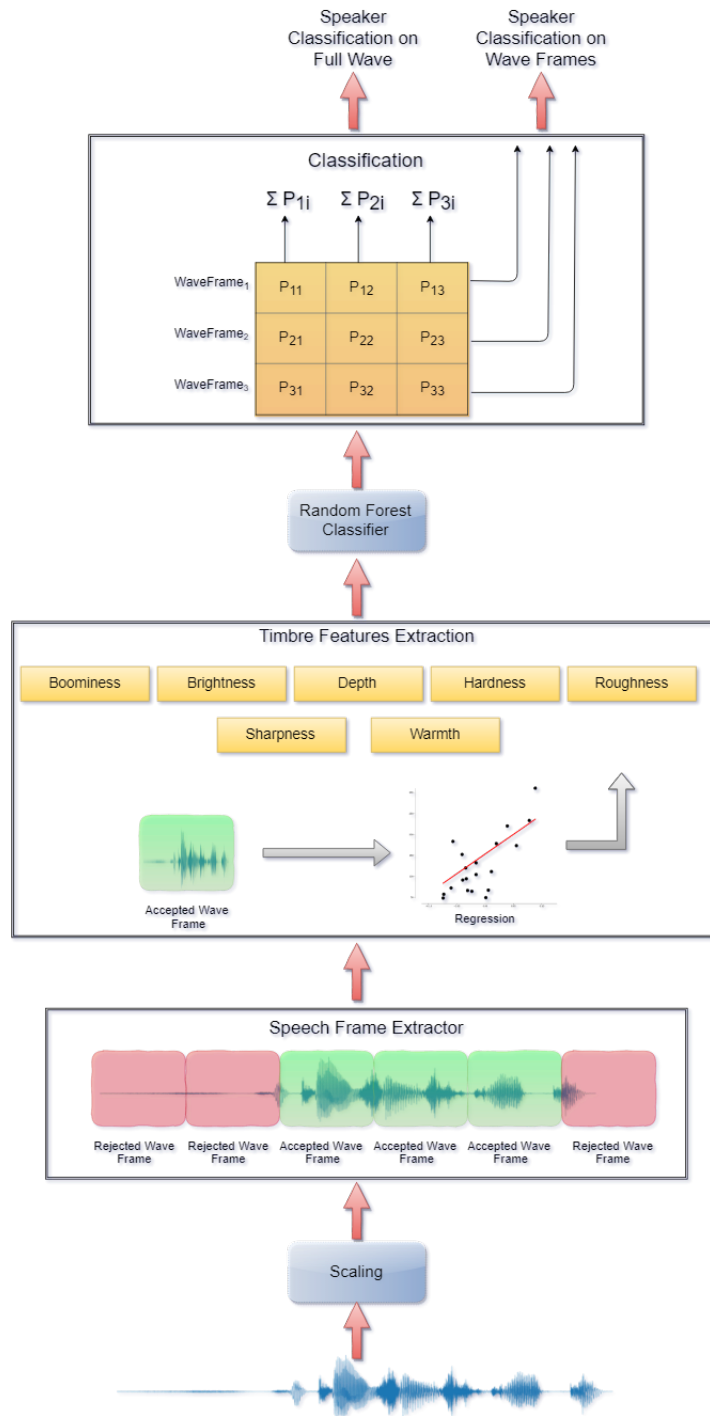 Speaker
Classification on
Full Wave
Speaker
Classification on
Wave Frames
Classification
Σ P1i
Σ P2i
Σ P3i
WaveFrame1
P11
P12
P13
WaveFrame2
P21
P22
P23
WaveFrame3
P31
P32
P33
Random Forest
Classifier
Timbre Features Extraction
Boominess
Brightness
Depth
Hardness
Roughness
Sharpness
Warmth
Accepted Wave
Frame
Regression
Speech Frame Extractor
Rejected Wave
Frame
Rejected Wave
Frame
Accepted Wave
Frame
Accepted Wave
Frame
Accepted Wave
Frame
Rejected Wave
Frame
Scaling